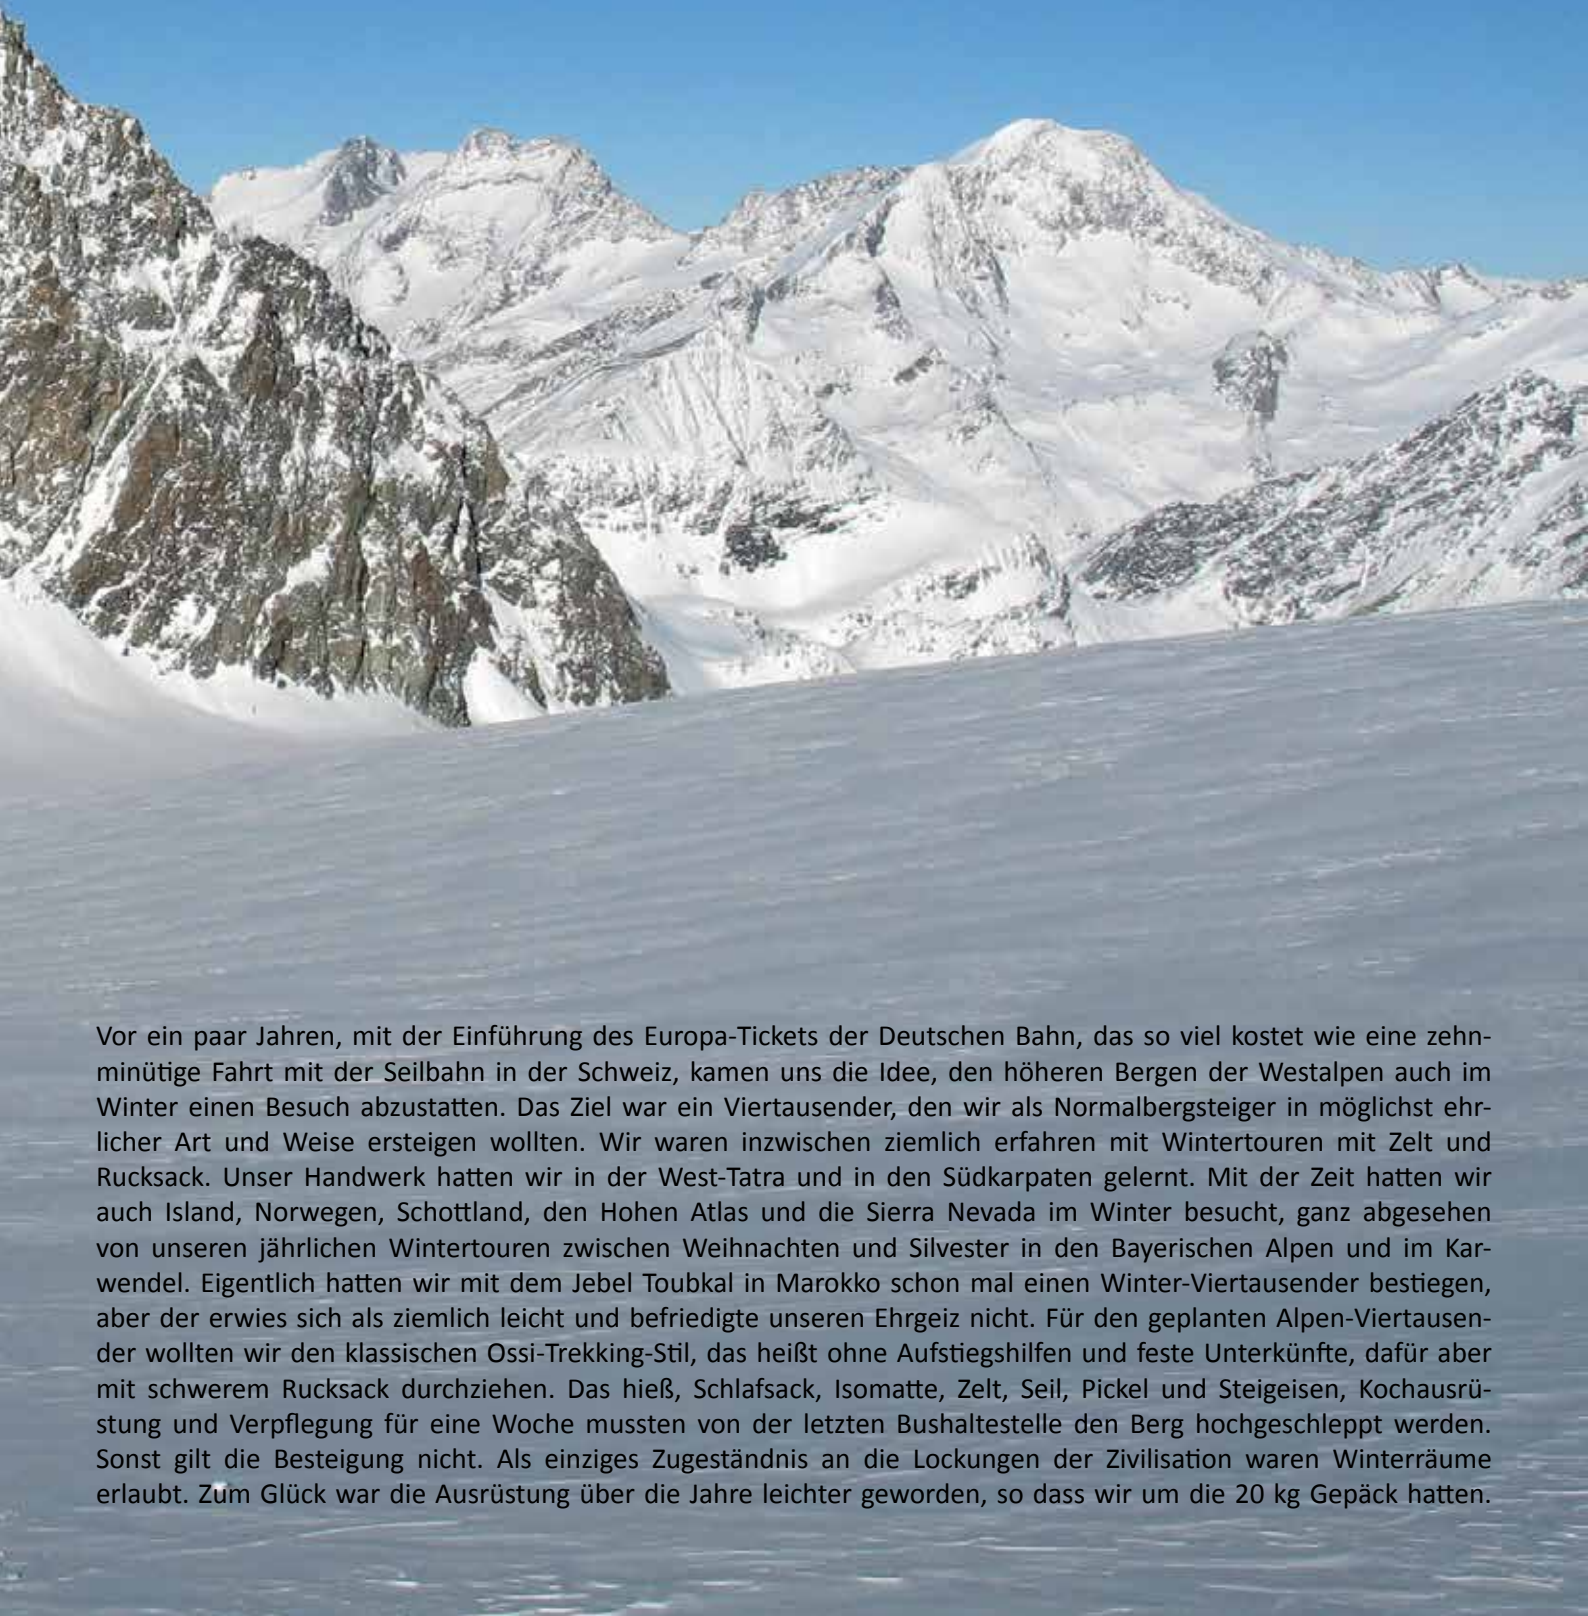 Vor ein paar Jahren, mit der Einführung des Europa-Tickets der Deutschen Bahn, das so viel kostet wie eine zehn-
minütige Fahrt mit der Seilbahn in der Schweiz, kamen uns die Idee, den höheren Bergen der Westalpen auch im
Winter einen Besuch abzustatten. Das Ziel war ein Viertausender, den wir als Normalbergsteiger in möglichst ehr-
licher Art und Weise ersteigen wollten. Wir waren inzwischen ziemlich erfahren mit Wintertouren mit Zelt und
Rucksack. Unser Handwerk hatten wir in der West-Tatra und in den Südkarpaten gelernt. Mit der Zeit hatten wir
auch Island, Norwegen, Schottland, den Hohen Atlas und die Sierra Nevada im Winter besucht, ganz abgesehen
von unseren jährlichen Wintertouren zwischen Weihnachten und Silvester in den Bayerischen Alpen und im Kar-
wendel. Eigentlich hatten wir mit dem Jebel Toubkal in Marokko schon mal einen Winter-Viertausender bestiegen,
aber der erwies sich als ziemlich leicht und befriedigte unseren Ehrgeiz nicht. Für den geplanten Alpen-Viertausen-
der wollten wir den klassischen Ossi-Trekking-Stil, das heißt ohne Aufstiegshilfen und feste Unterkünfte, dafür aber
mit schwerem Rucksack durchziehen. Das hieß, Schlafsack, Isomatte, Zelt, Seil, Pickel und Steigeisen, Kochausrü-
stung und Verpflegung für eine Woche mussten von der letzten Bushaltestelle den Berg hochgeschleppt werden.
Sonst gilt die Besteigung nicht. Als einziges Zugeständnis an die Lockungen der Zivilisation waren Winterräume
erlaubt. Zum Glück war die Ausrüstung über die Jahre leichter geworden, so dass wir um die 20 kg Gepäck hatten.